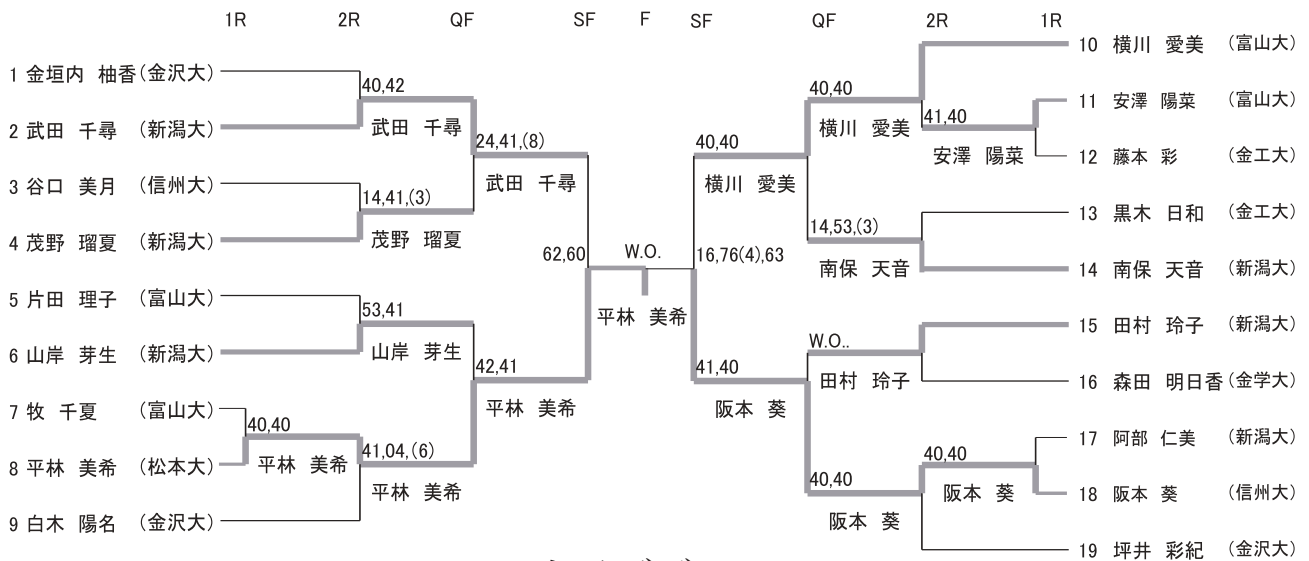 1R 2R QF SF F SF QF 2R 1R
1 金垣内 柚香 (金沢大)
2 武田 千尋 (新潟大)
3 谷口 美月 (信州大)
4 茂野 瑠夏 (新潟大)
5 片田 理子 (富山大)
6 山岸 芽生 (新潟大)
7 牧 千夏 (富山大)
8 平林 美希 (松本大)
9 白木 陽名 (金沢大)
40,40
平林 美希
40,42
武田 千尋
14,41,(3)
茂野 瑠夏
53,41
山岸 芽生
41,04,(6)
平林 美希
24,41,(8)
武田 千尋
42,41
平林 美希
62,60
W.O.
平林 美希
16,76(4),63
40,40
横川 愛美
41,40
阪本 葵
40,40
横川 愛美
14,53,(3)
南保 天音
W.O..
田村 玲子
40,40
阪本 葵
41,40
安澤 陽菜
40,40
阪本 葵
10 横川 愛美 (富山大)
11 安澤 陽菜 (富山大)
12 藤本 彩 (金工大)
13 黒木 日和 (金工大)
14 南保 天音 (新潟大)
15 田村 玲子 (新潟大)
16 森田 明日香 (金学大)
17 阿部 仁美 (新潟大)
18 阪本 葵 (信州大)
19 坪井 彩紀 (金沢大)